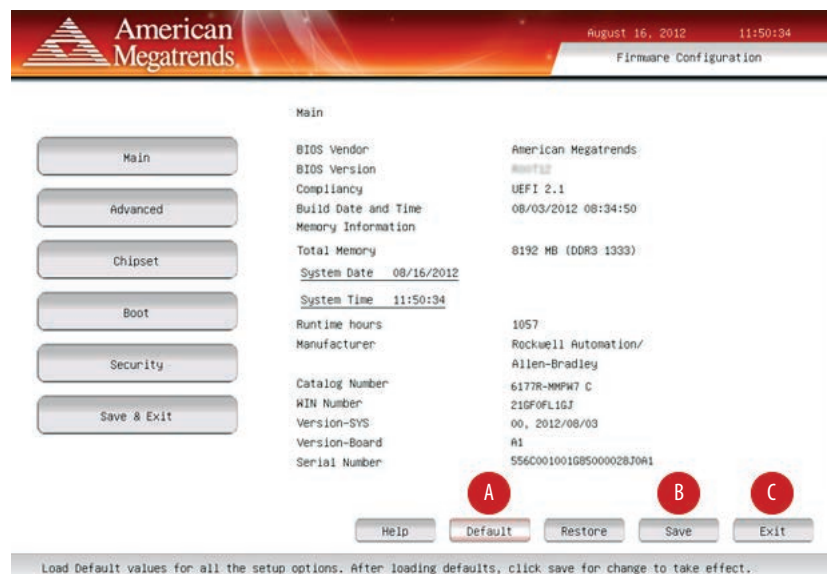 American
Megatrends
August 16, 2012 11:50:34
Firmware Configuration
Main
Main
Advanced
Chipset
Boot
Security
Save & Exit
BIOS Vendor American Megatrends
BIOS Version
Compliancy UEFI 2.1
Build Date and Time 08/03/2012 08:34:50
Memory Information
Total Memory 8192 MB (DDR3 1333)
System Date 08/16/2012
System Time 11:50:34
Runtime hours 1057
Manufacturer Rockwell Automation/
Allen-Bradley
Catalog Number 6177R-MMPW7 C
WIN Number 21GF0FL1GJ
Version-SYS 00, 2012/08/03
Version-Board A1
Serial Number 556C001001G85000028J0A1
A
B
C
Help Default Restore Save Exit
Load Default values for all the setup options. After loading defaults, click save for change to take effect.